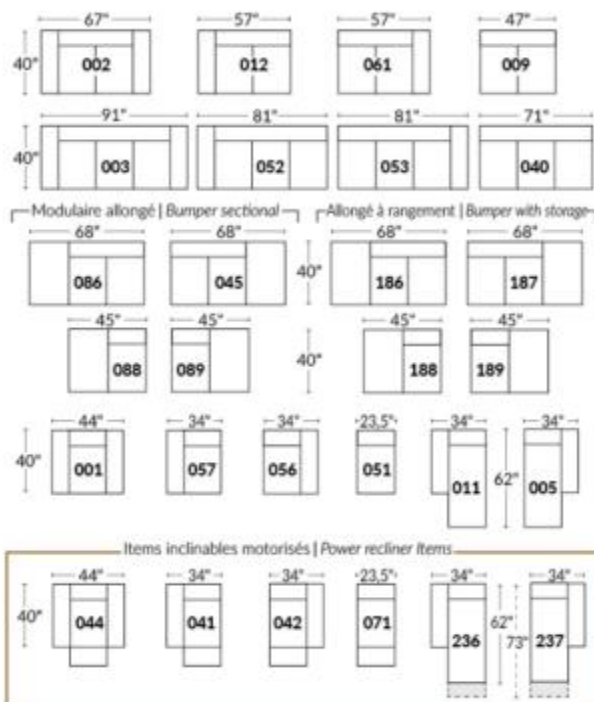 67" 57" 57" 47"
40" 002 012 061 009
91" 81" 81" 71"
40" 003 052 053 040
Modulaire allongé | Bumper sectional Allongé à rangement | Bumper with storage
68" 68" 68" 68"
086 045 40" 186 187
45" 45" 45" 45"
088 089 40" 188 189
44" 34" 34" 23,5" 34" 34"
40" 001 057 056 051 011 62" 005
Items inclinables motorisés | Power recliner Items
44" 34" 34" 23,5" 34" 34"
40" 044 041 042 071 236 62" 73" 237